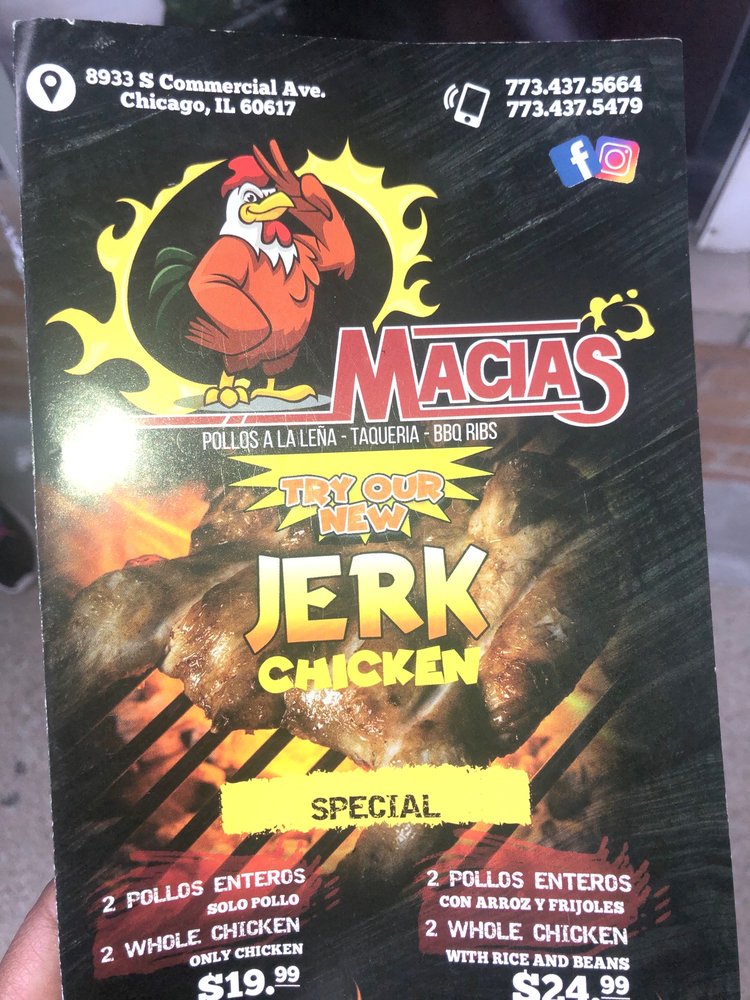 8933 S Commercial Ave.
Chicago, IL 60617
773.437.5664
773.437.5479
f
MACIAS
POLLOS A LA LEÑA - TAQUERIA - BBQ RIBS
TRY OUR
NEW
JERK
CHICKEN
SPECIAL
2 POLLOS ENTEROS
SOLO POLLO
2 WHOLE CHICKEN
ONLY CHICKEN
$19.99
2 POLLOS ENTEROS
CON ARROZ Y FRIJOLES
2 WHOLE CHICKEN
WITH RICE AND BEANS
$24.99